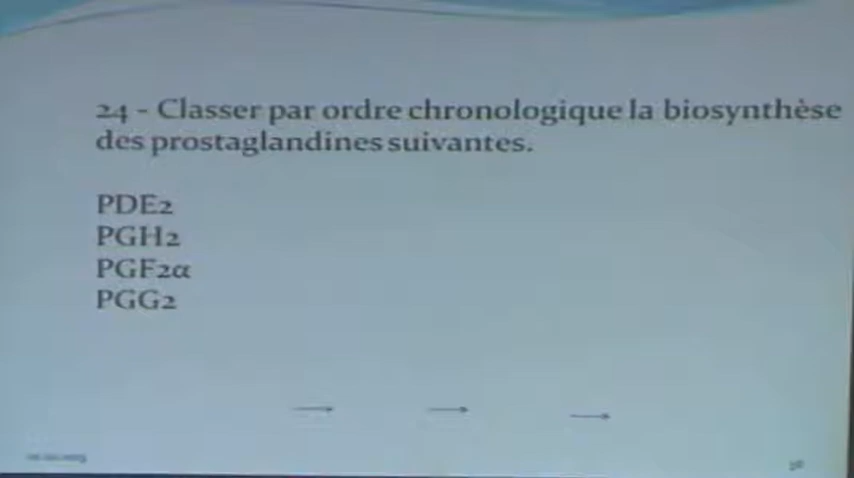 24 - Classer par ordre chronologique la biosynthèse
des prostaglandines suivantes.
PDE2
PGH2
PGF2α
PGG2